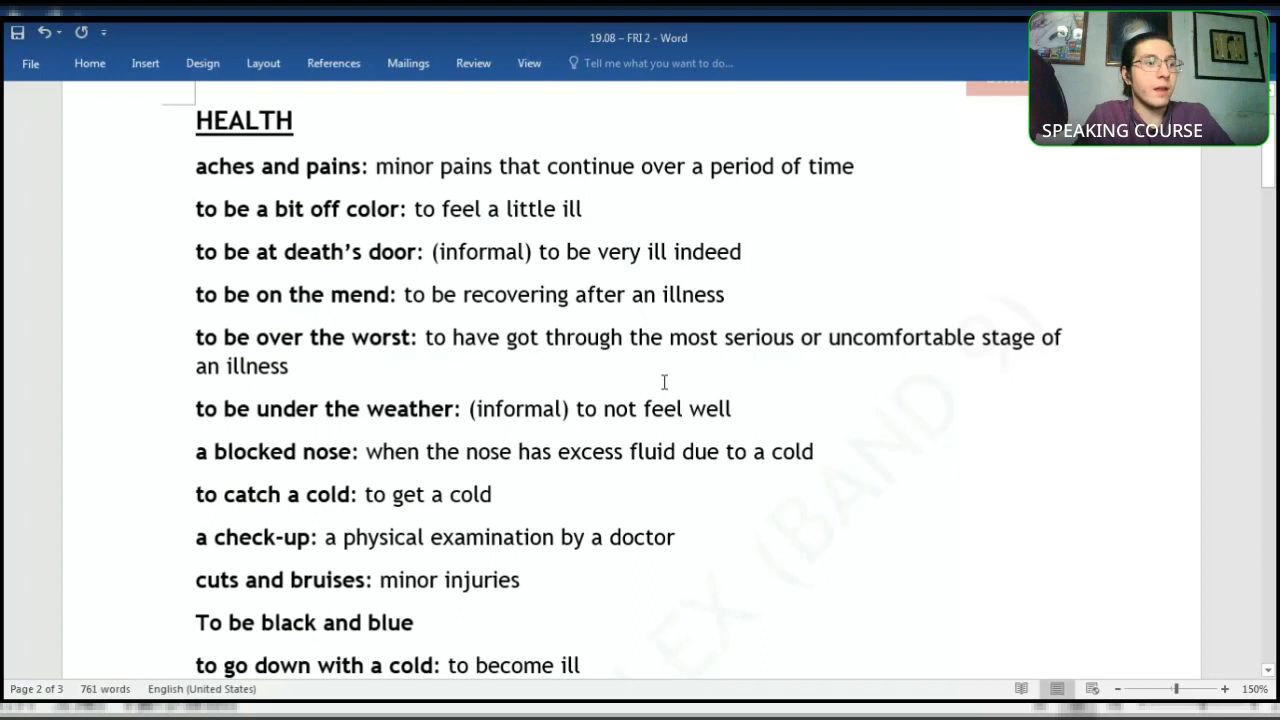 19.08 – FRI 2 - Word
File Home Insert Design Layout References Mailings Review View Tell me what you want to do...
SPEAKING COURSE
HEALTH
aches and pains: minor pains that continue over a period of time
to be a bit off color: to feel a little ill
to be at death's door: (informal) to be very ill indeed
to be on the mend: to be recovering after an illness
to be over the worst: to have got through the most serious or uncomfortable stage of
an illness
to be under the weather: (informal) to not feel well
a blocked nose: when the nose has excess fluid due to a cold
to catch a cold: to get a cold
a check-up: a physical examination by a doctor
cuts and bruises: minor injuries
To be black and blue
to go down with a cold: to become ill
(BAND 9)
Page 2 of 3 761 words English (United States) 150%